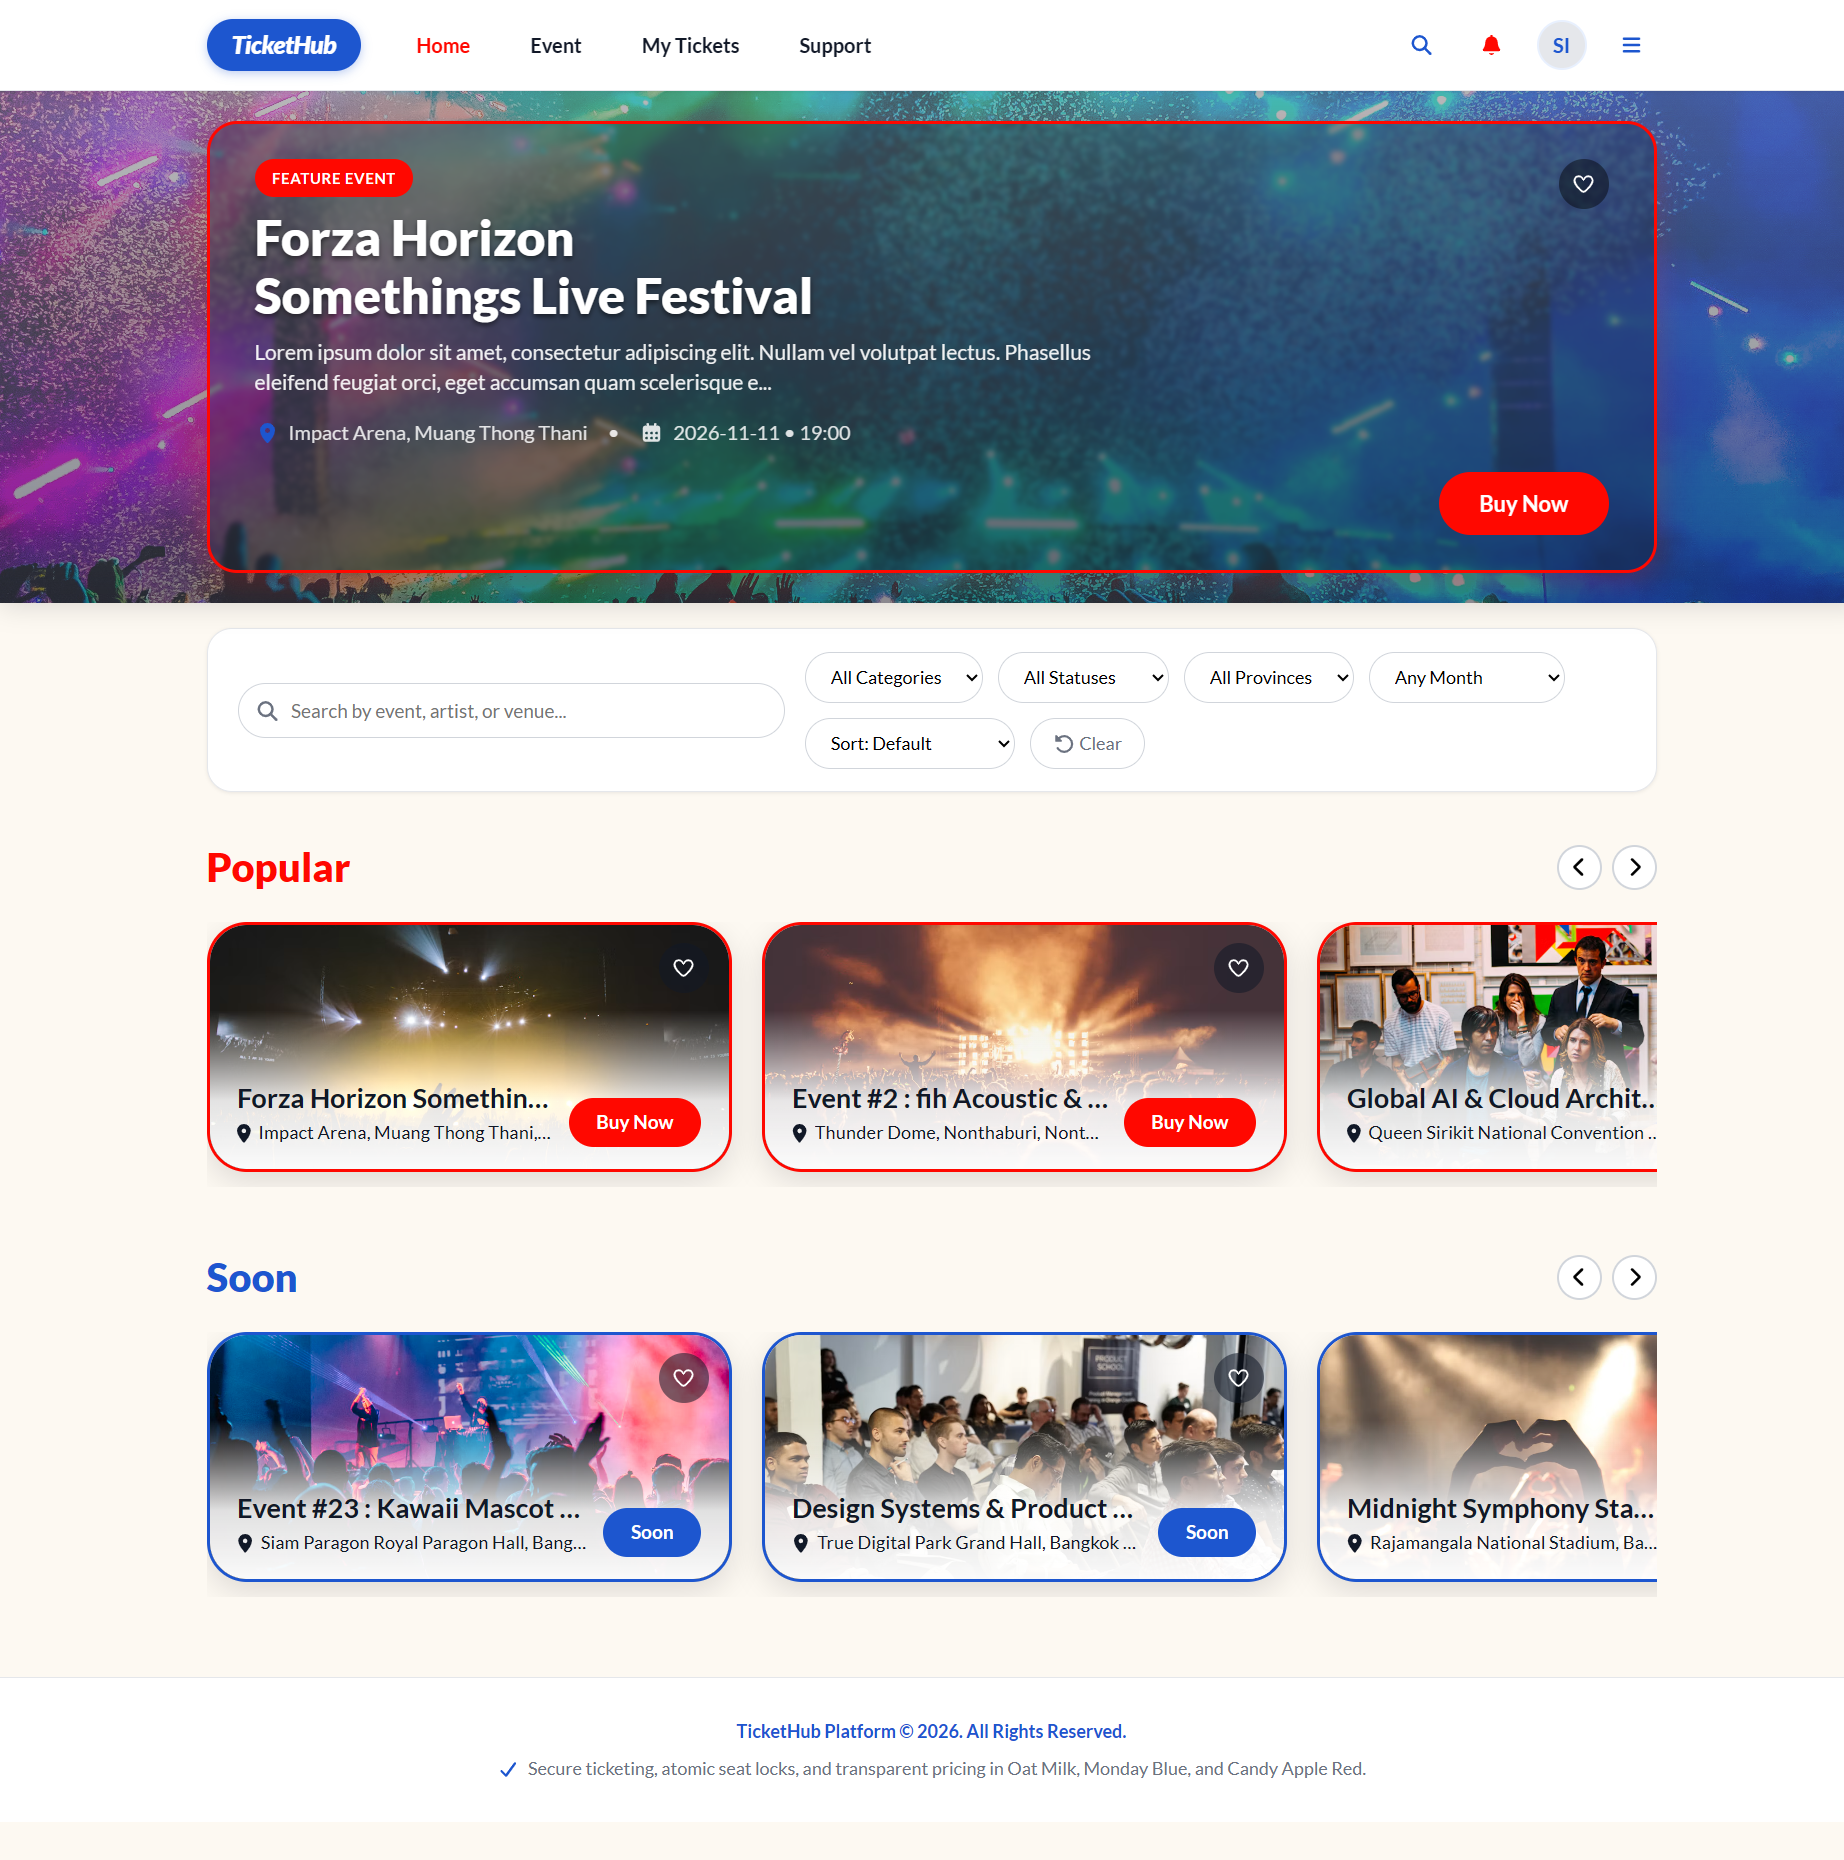 TicketHub
Home
Event
My Tickets
Support
SI
FEATURE EVENT
Forza Horizon
Somethings Live Festival
Lorem ipsum dolor sit amet, consectetur adipiscing elit. Nullam vel volutpat lectus. Phasellus
eleifend feugiat orci, eget accumsan quam scelerisque e...
Impact Arena, Muang Thong Thani • 2026-11-11 • 19:00
Buy Now
Search by event, artist, or venue...
All Categories
All Statuses
All Provinces
Any Month
Sort: Default
Clear
Popular
Forza Horizon Somethin...
Impact Arena, Muang Thong Thani,...
Buy Now
Event #2 : fih Acoustic & ...
Thunder Dome, Nonthaburi, Nont...
Buy Now
Global AI & Cloud Archit..
Queen Sirikit National Convention ..
Soon
Event #23 : Kawaii Mascot ...
Siam Paragon Royal Paragon Hall, Bang...
Soon
PRODUCT
SCHOOL
Design Systems & Product ...
True Digital Park Grand Hall, Bangkok ...
Soon
Midnight Symphony Sta...
Rajamangala National Stadium, Ba...
TicketHub Platform © 2026. All Rights Reserved.
Secure ticketing, atomic seat locks, and transparent pricing in Oat Milk, Monday Blue, and Candy Apple Red.